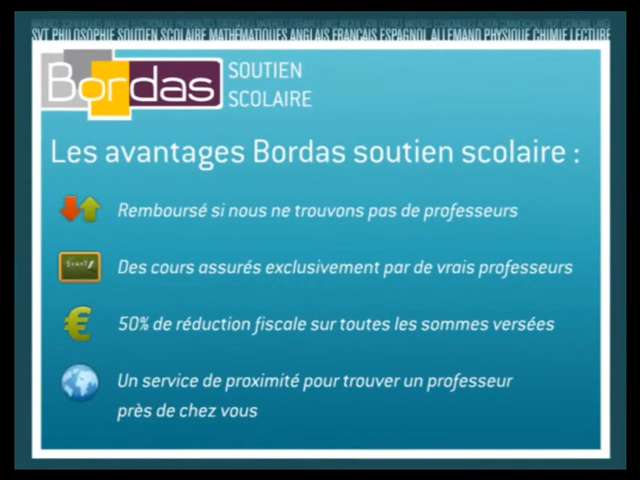 SVT PHILOSOPHIE SOUTIEN SCOLAIRE MATHÉMATIQUES ANGLAIS FRANÇAIS ESPAGNOL ALLEMAND PHYSIQUE CHIMIE LECTURE
Bordas SOUTIEN
SCOLAIRE
Les avantages Bordas soutien scolaire :
Remboursé si nous ne trouvons pas de professeurs
Des cours assurés exclusivement par de vrais professeurs
50% de réduction fiscale sur toutes les sommes versées
Un service de proximité pour trouver un professeur
près de chez vous